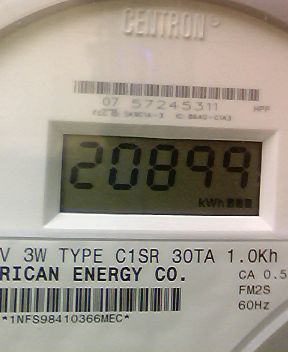 CENTRON®
07 57245311 HPP
20899
kWh
V 3W TYPE C1SR 30TA 1.0Kh
RICAN ENERGY CO.
CA 0.5
FM2S
60Hz
*1NFS98410366MEC*